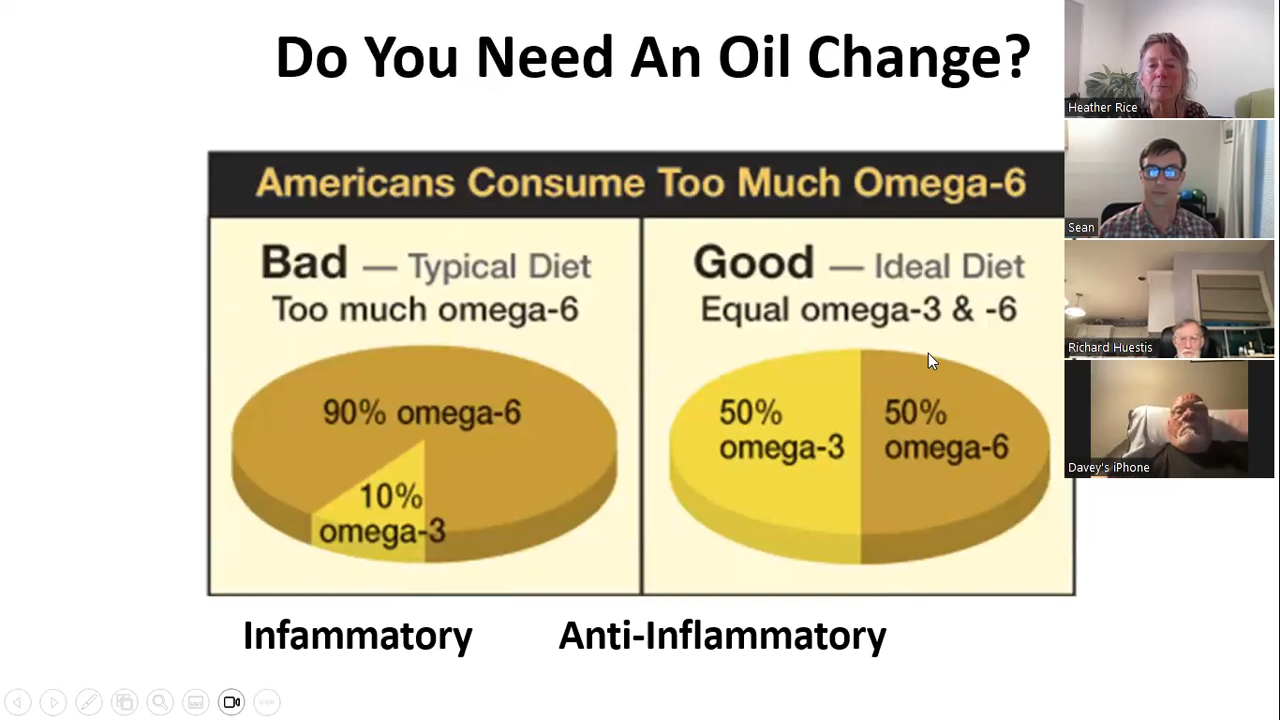 Do You Need An Oil Change?
Americans Consume Too Much Omega-6
Bad — Typical Diet
Too much omega-6
90% omega-6
10%
omega-3
Good — Ideal Diet
Equal omega-3 & -6
50%
omega-3
50%
omega-6
Infammatory
Anti-Inflammatory
Heather Rice
Sean
Richard Huestis
Davey's iPhone